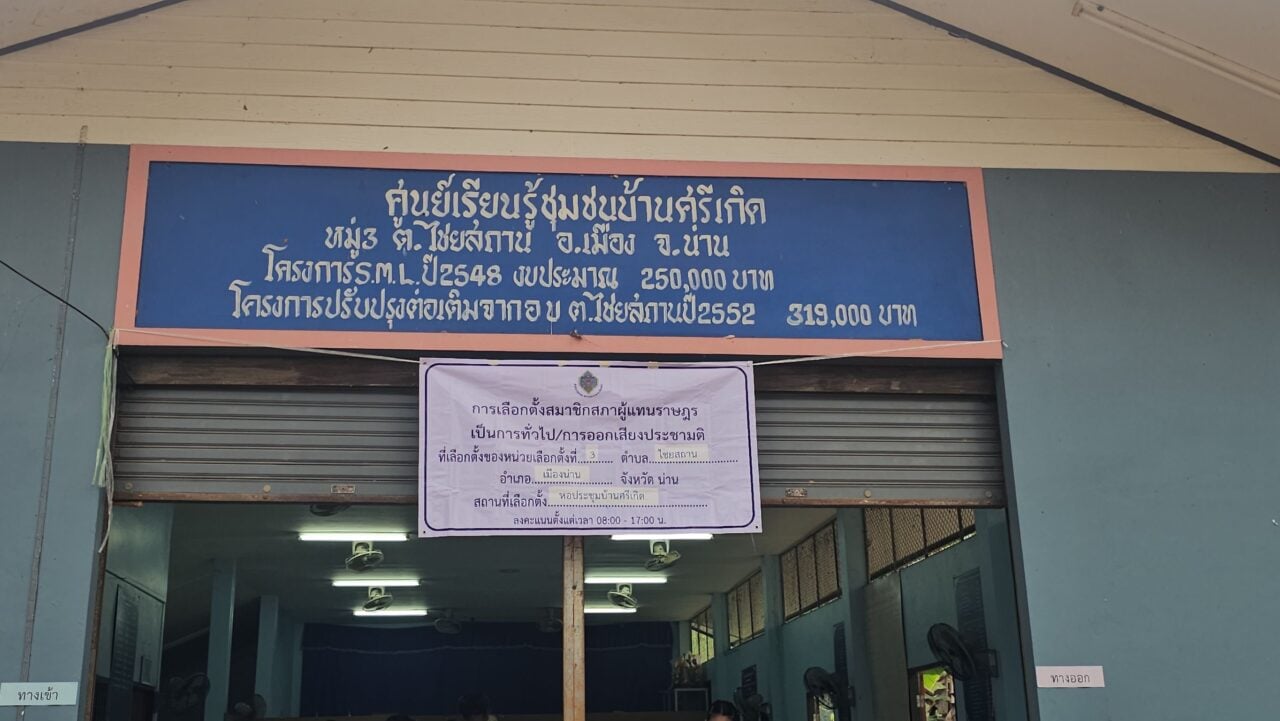 ศูนย์เรียนรู้ชุมชนบ้านศรีเกิด
หมู่3 ต.ไชยสถาน อ.เมือง จ.น่าน
โครงการS.M.L.ปี2548 งบประมาณ 250,000 บาท
โครงการปรับปรุงต่อเติมจากอ บ ต.ไชยสถานปี2552 319,000 บาท
การเลือกตั้งสมาชิกสภาผู้แทนราษฎร
เป็นการทั่วไป/การออกเสียงประชามติ
ที่เลือกตั้งของหน่วยเลือกตั้งที่ 3 ตำบล ไชยสถาน
อำเภอ เมืองน่าน จังหวัด น่าน
สถานที่เลือกตั้ง หอประชุมบ้านศรีเกิด
ลงคะแนนตั้งแต่เวลา 08:00 - 17:00 น.
ทางเข้า
ทางออก